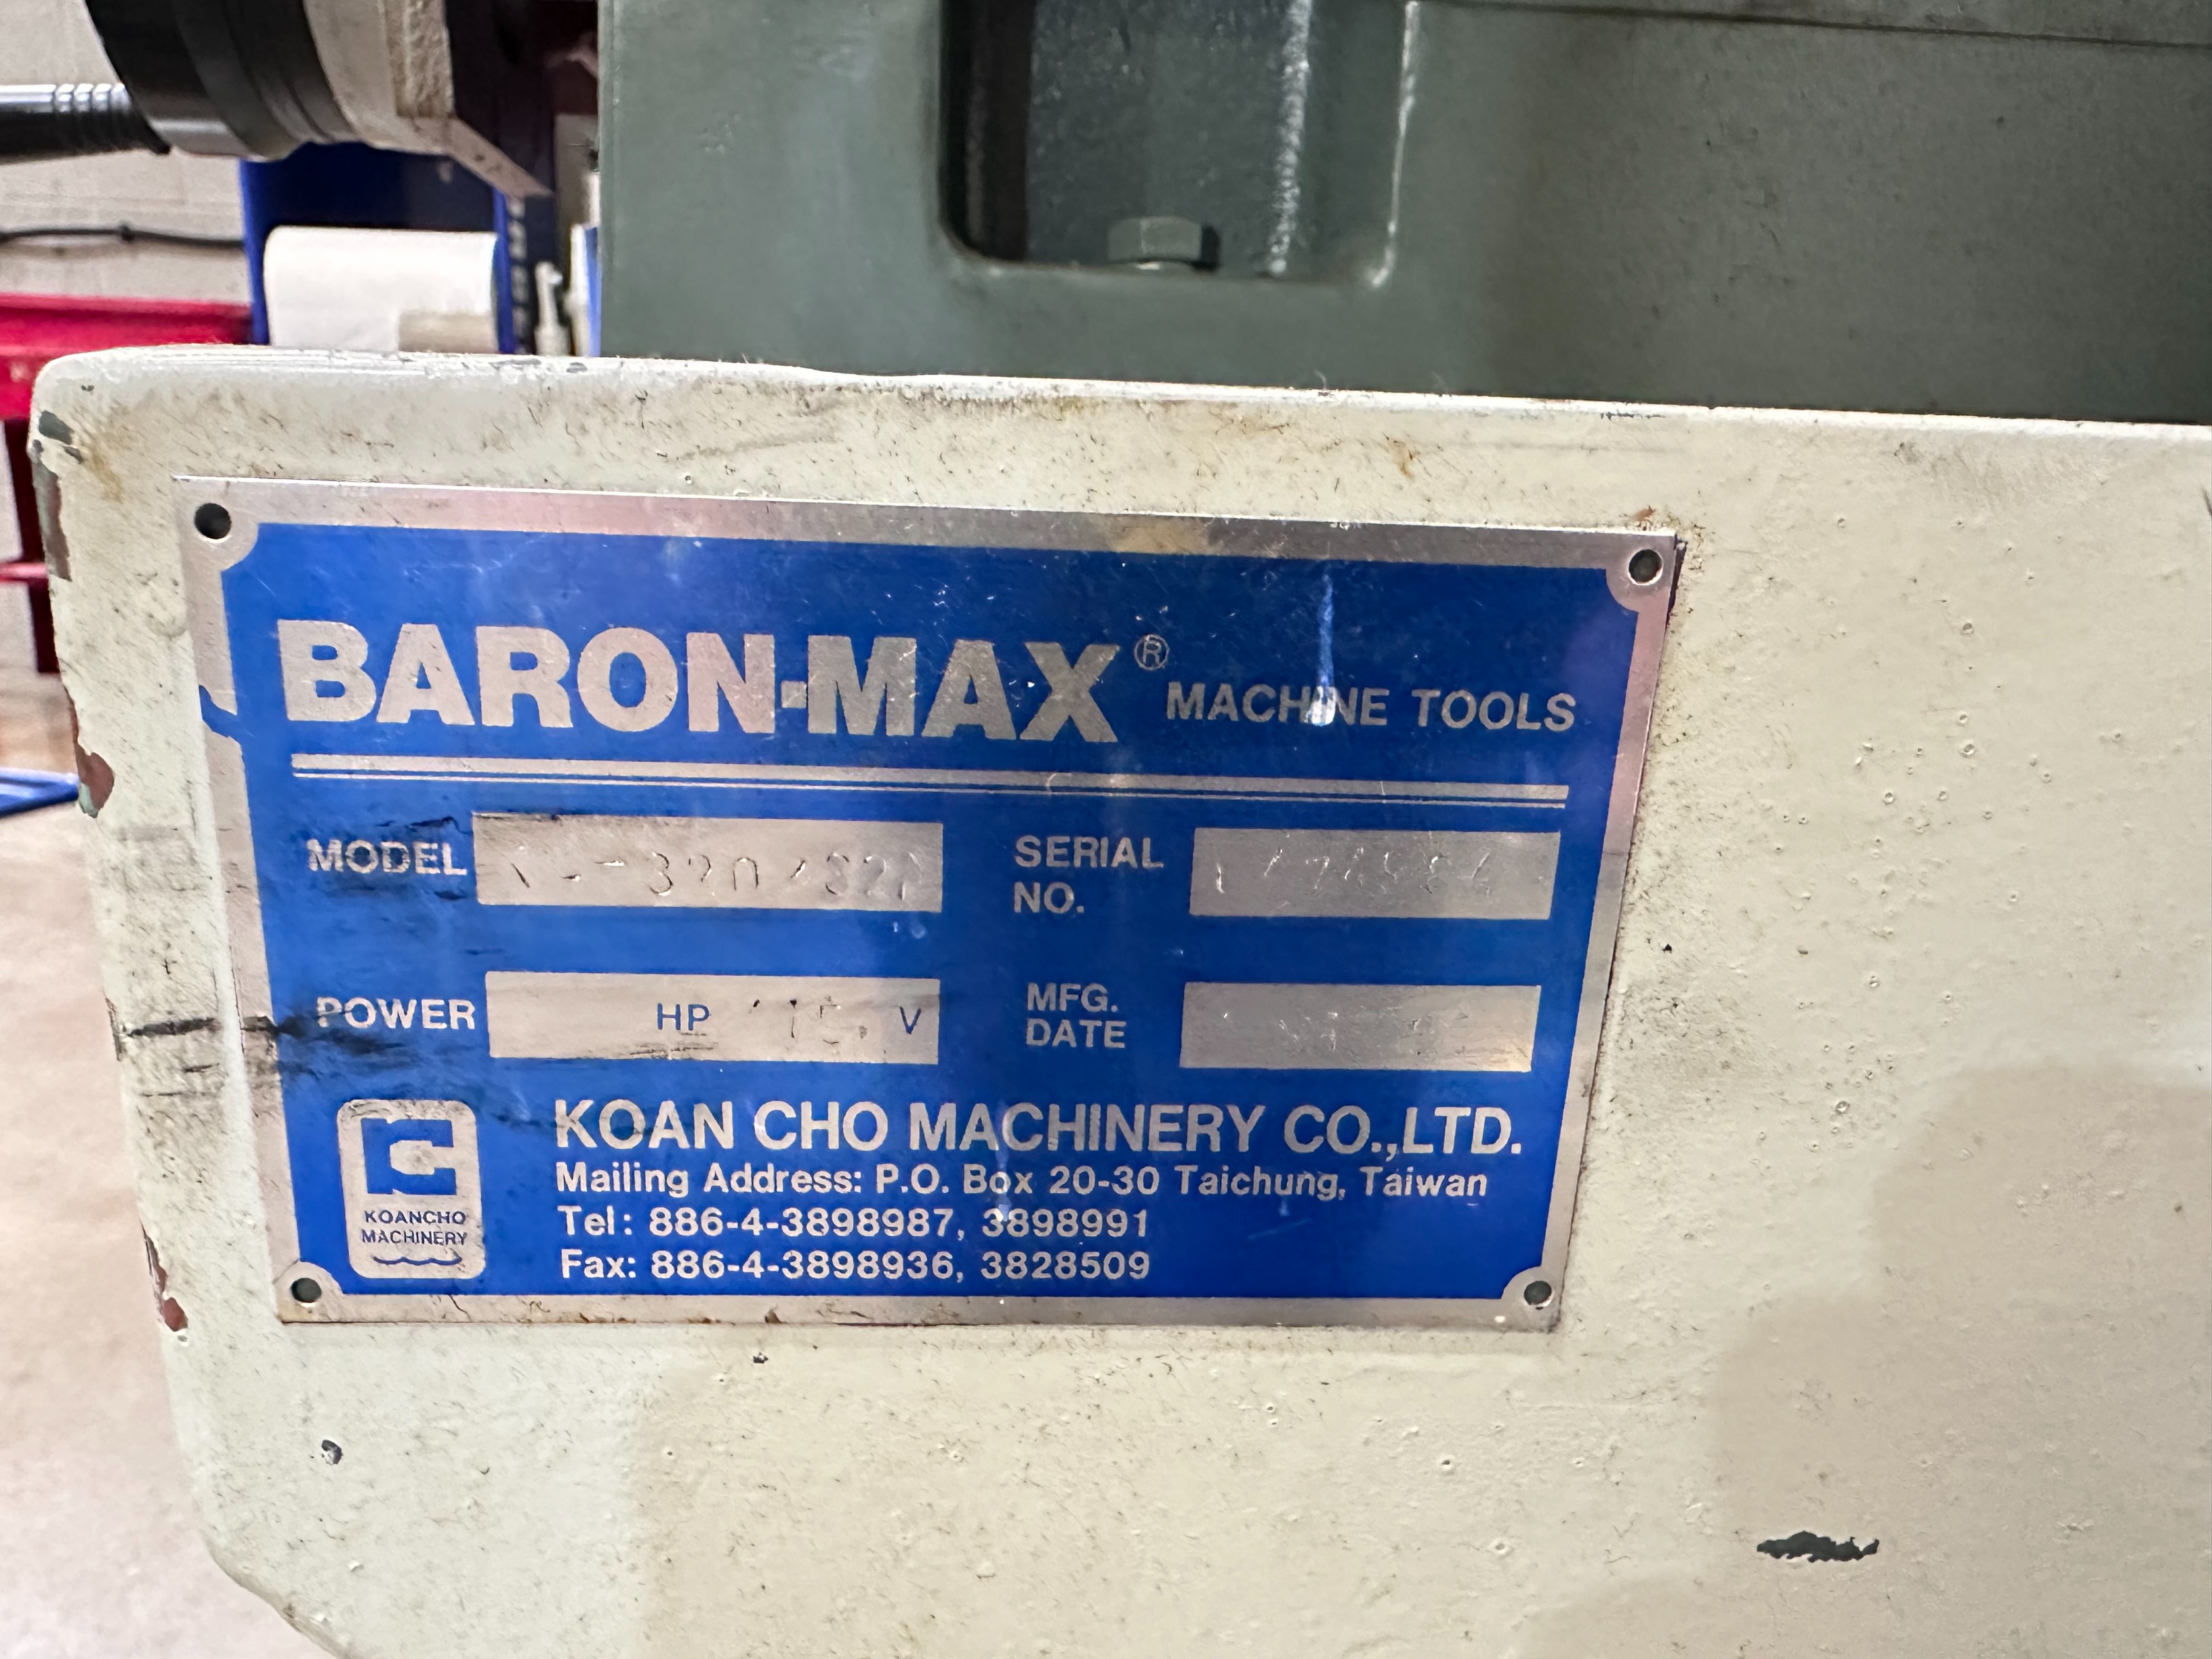 BARON-MAX® MACHINE TOOLS
MODEL
SERIAL NO.
POWER HP V
MFG. DATE
KOAN CHO MACHINERY CO.,LTD.
Mailing Address: P.O. Box 20-30 Taichung, Taiwan
Tel: 886-4-3898987, 3898991
Fax: 886-4-3898936, 3828509
KOANCHO
MACHINERY